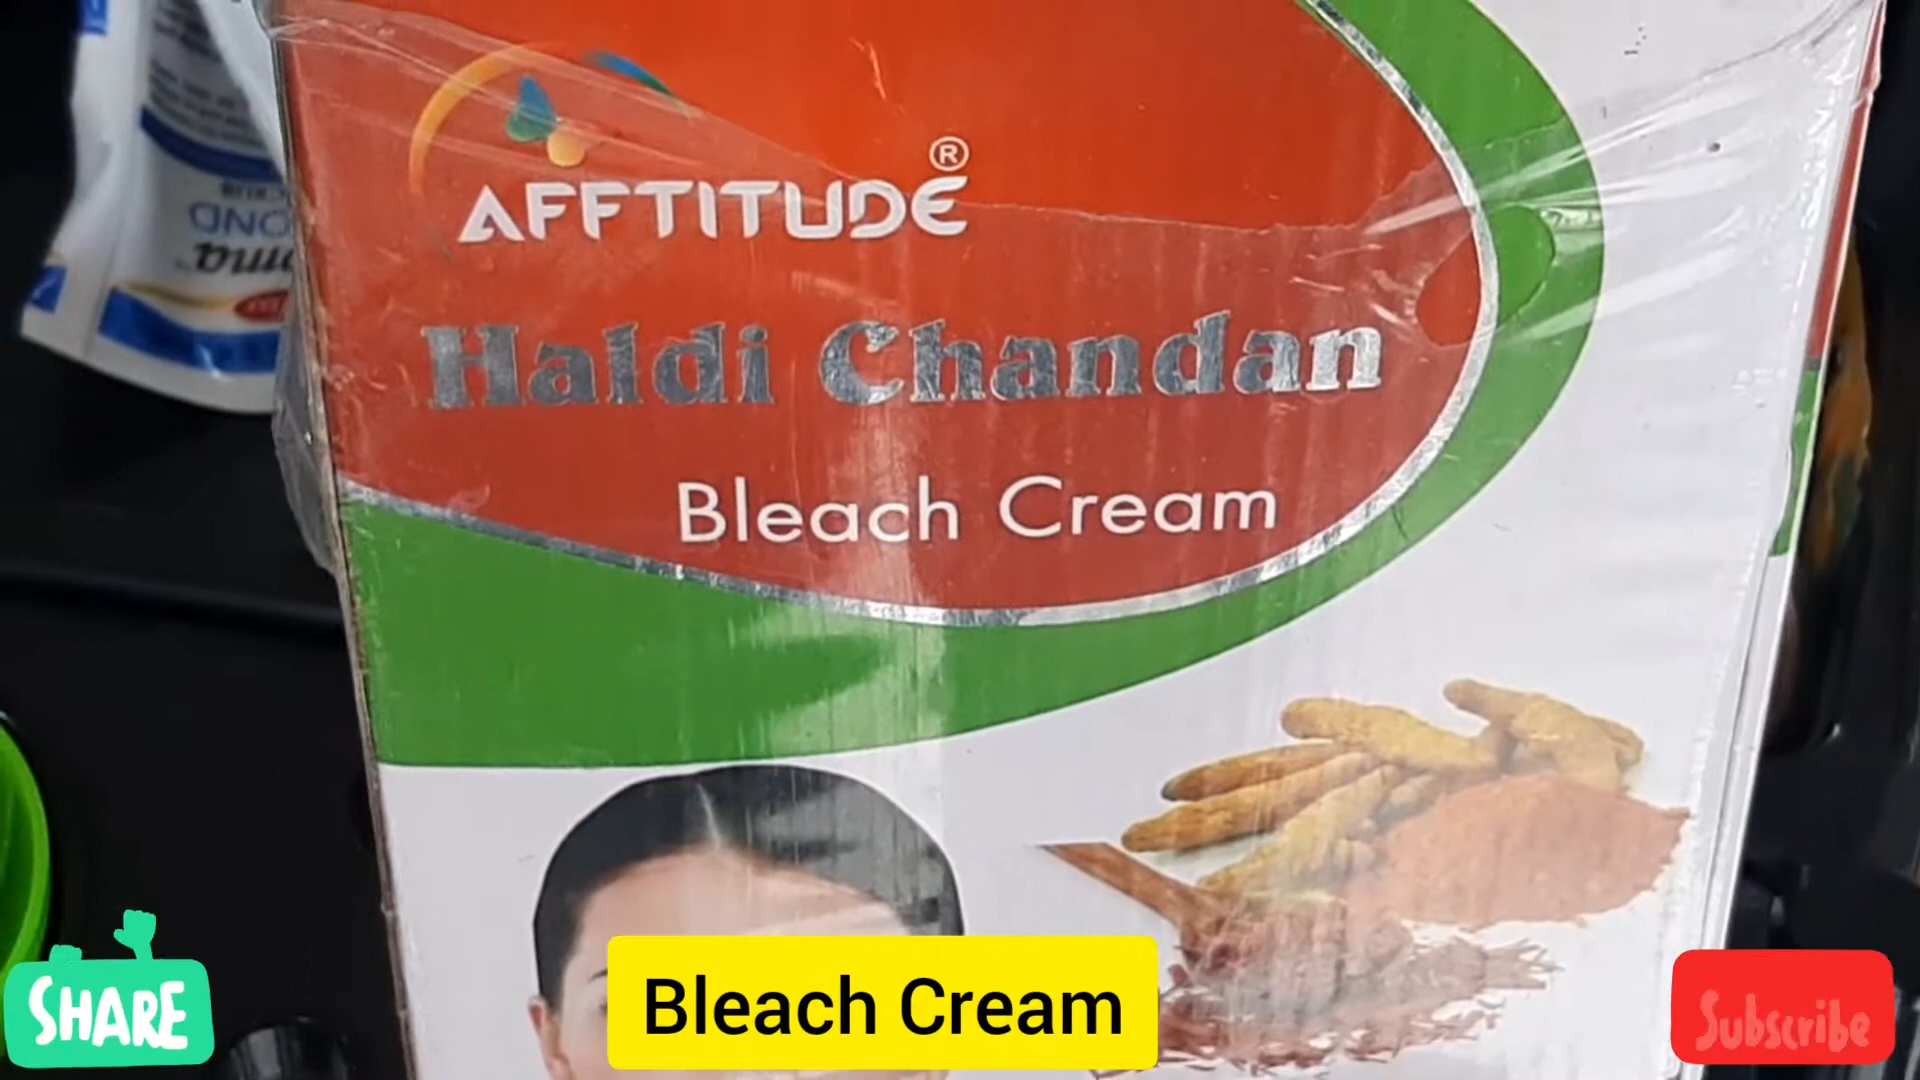 AFFTITUDE®
Haldi Chandan
Bleach Cream
Bleach Cream
SHARE
Subscribe